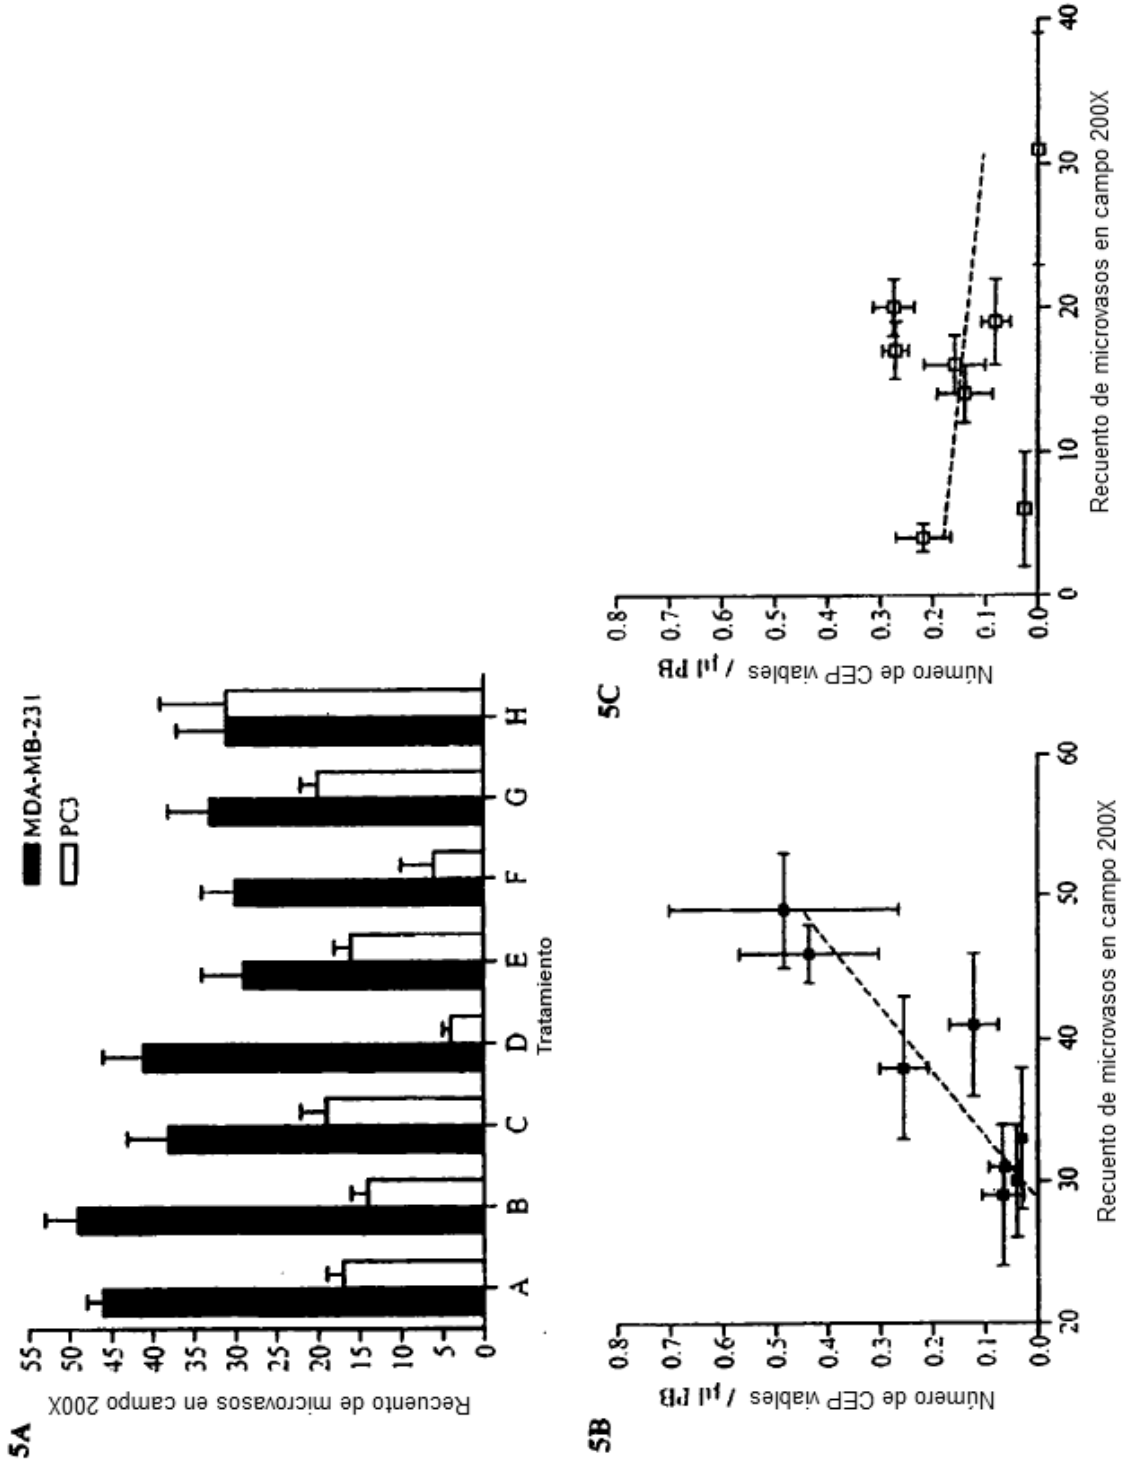 5A
MDA-MB-231
PC3
Recuento de microvasos en campo 200X
55
50
45
40
35
30
25
20
15
10
5
0
A B C D E F G H
Tratamiento
5B
Número de CEP viables / µl PB
0.8
0.7
0.6
0.5
0.4
0.3
0.2
0.1
0.0
20 30 40 50 60
Recuento de microvasos en campo 200X
5C
Número de CEP viables / µl PB
0.8
0.7
0.6
0.5
0.4
0.3
0.2
0.1
0.0
0 10 20 30 40
Recuento de microvasos en campo 200X